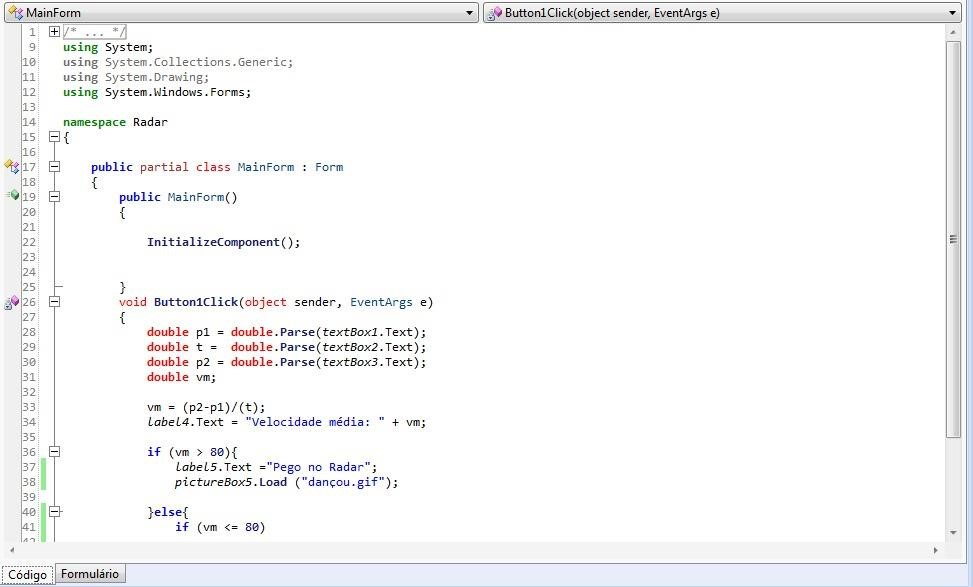 MainForm
Button1Click(object sender, EventArgs e)
1 /* ... */
9 using System;
10 using System.Collections.Generic;
11 using System.Drawing;
12 using System.Windows.Forms;
13
14 namespace Radar
15 {
16
17 public partial class MainForm : Form
18 {
19 public MainForm()
20 {
21
22 InitializeComponent();
23
24
25 }
26 void Button1Click(object sender, EventArgs e)
27 {
28 double p1 = double.Parse(textBox1.Text);
29 double t = double.Parse(textBox2.Text);
30 double p2 = double.Parse(textBox3.Text);
31 double vm;
32
33 vm = (p2-p1)/(t);
34 label4.Text = "Velocidade média: " + vm;
35
36 if (vm > 80){
37 label5.Text ="Pego no Radar";
38 pictureBox5.Load ("dançou.gif");
39
40 }else{
41 if (vm <= 80)
Código Formulário